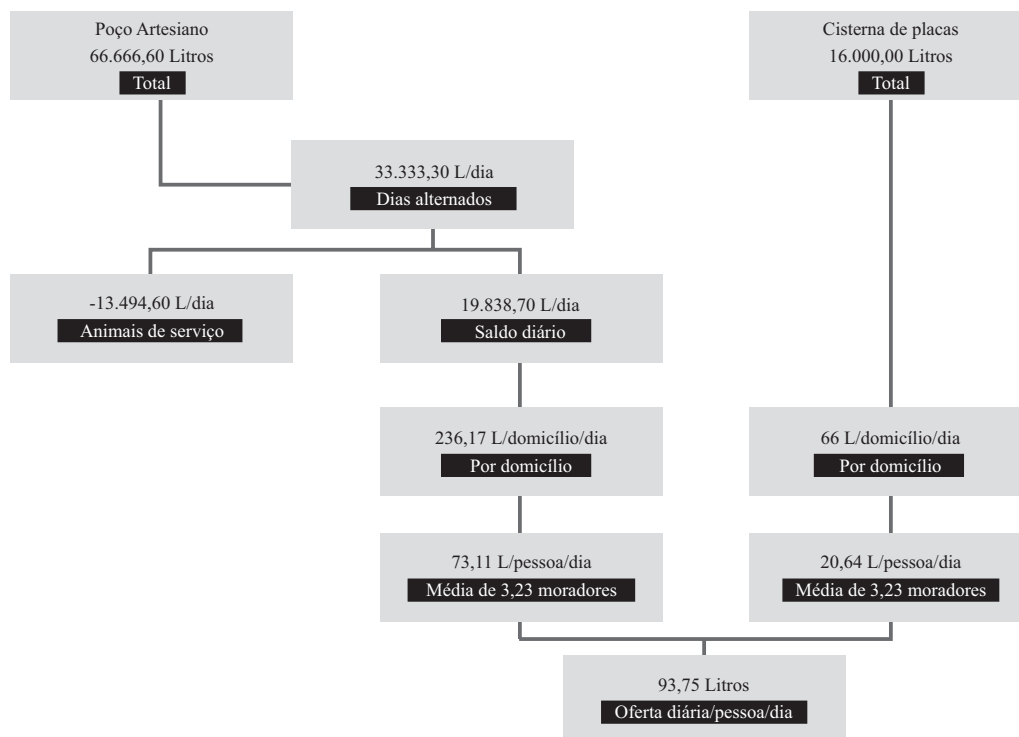 Poço Artesiano
66.666,60 Litros
Total
Cisterna de placas
16.000,00 Litros
Total
33.333,30 L/dia
Dias alternados
-13.494,60 L/dia
Animais de serviço
19.838,70 L/dia
Saldo diário
236,17 L/domicílio/dia
Por domicílio
66 L/domicílio/dia
Por domicílio
73,11 L/pessoa/dia
Média de 3,23 moradores
20,64 L/pessoa/dia
Média de 3,23 moradores
93,75 Litros
Oferta diária/pessoa/dia